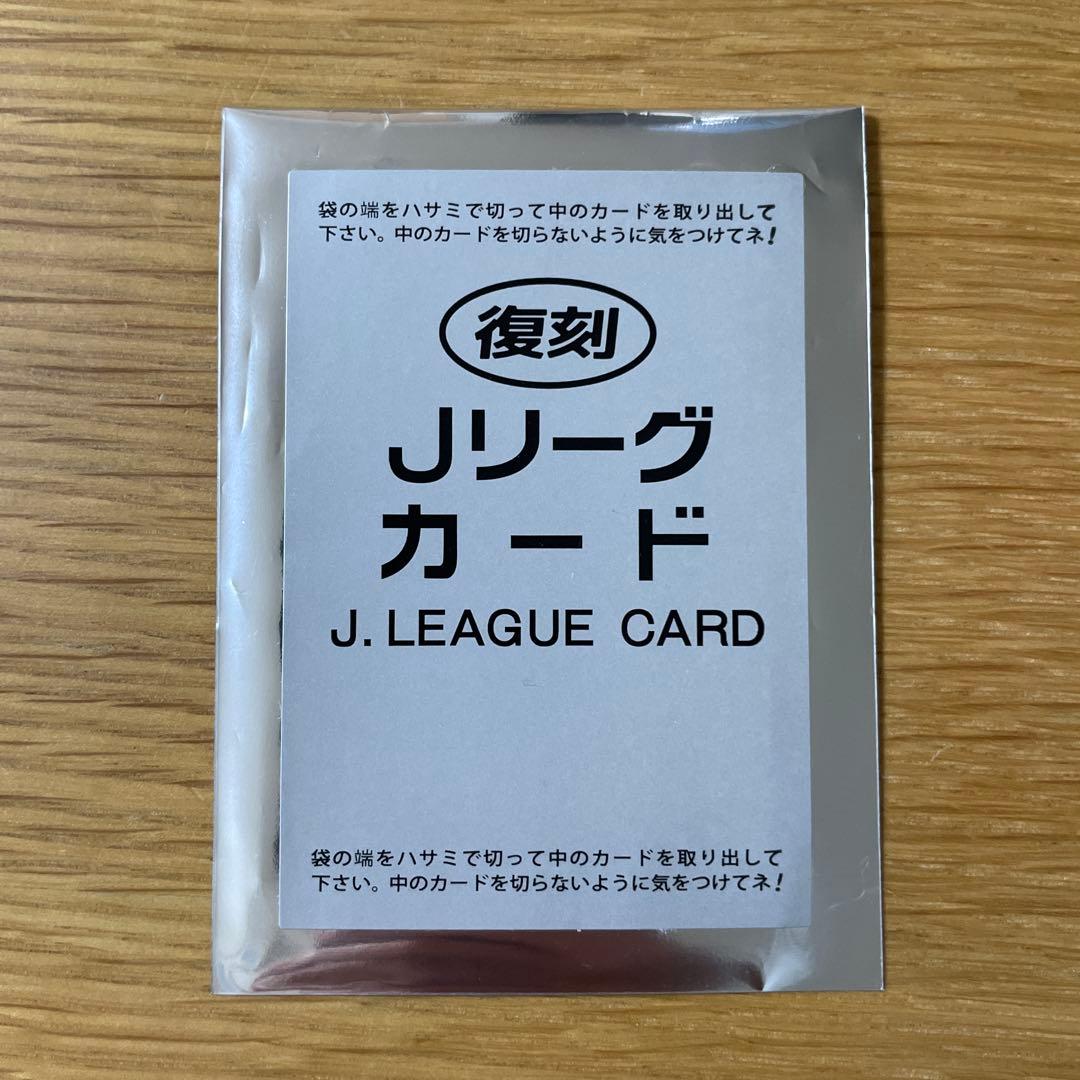 袋の端をハサミで切って中のカードを取り出して
下さい。中のカードを切らないように気をつけてネ!
復刻
Jリーグ
カード
J. LEAGUE CARD
袋の端をハサミで切って中のカードを取り出して
下さい。中のカードを切らないように気をつけてネ!